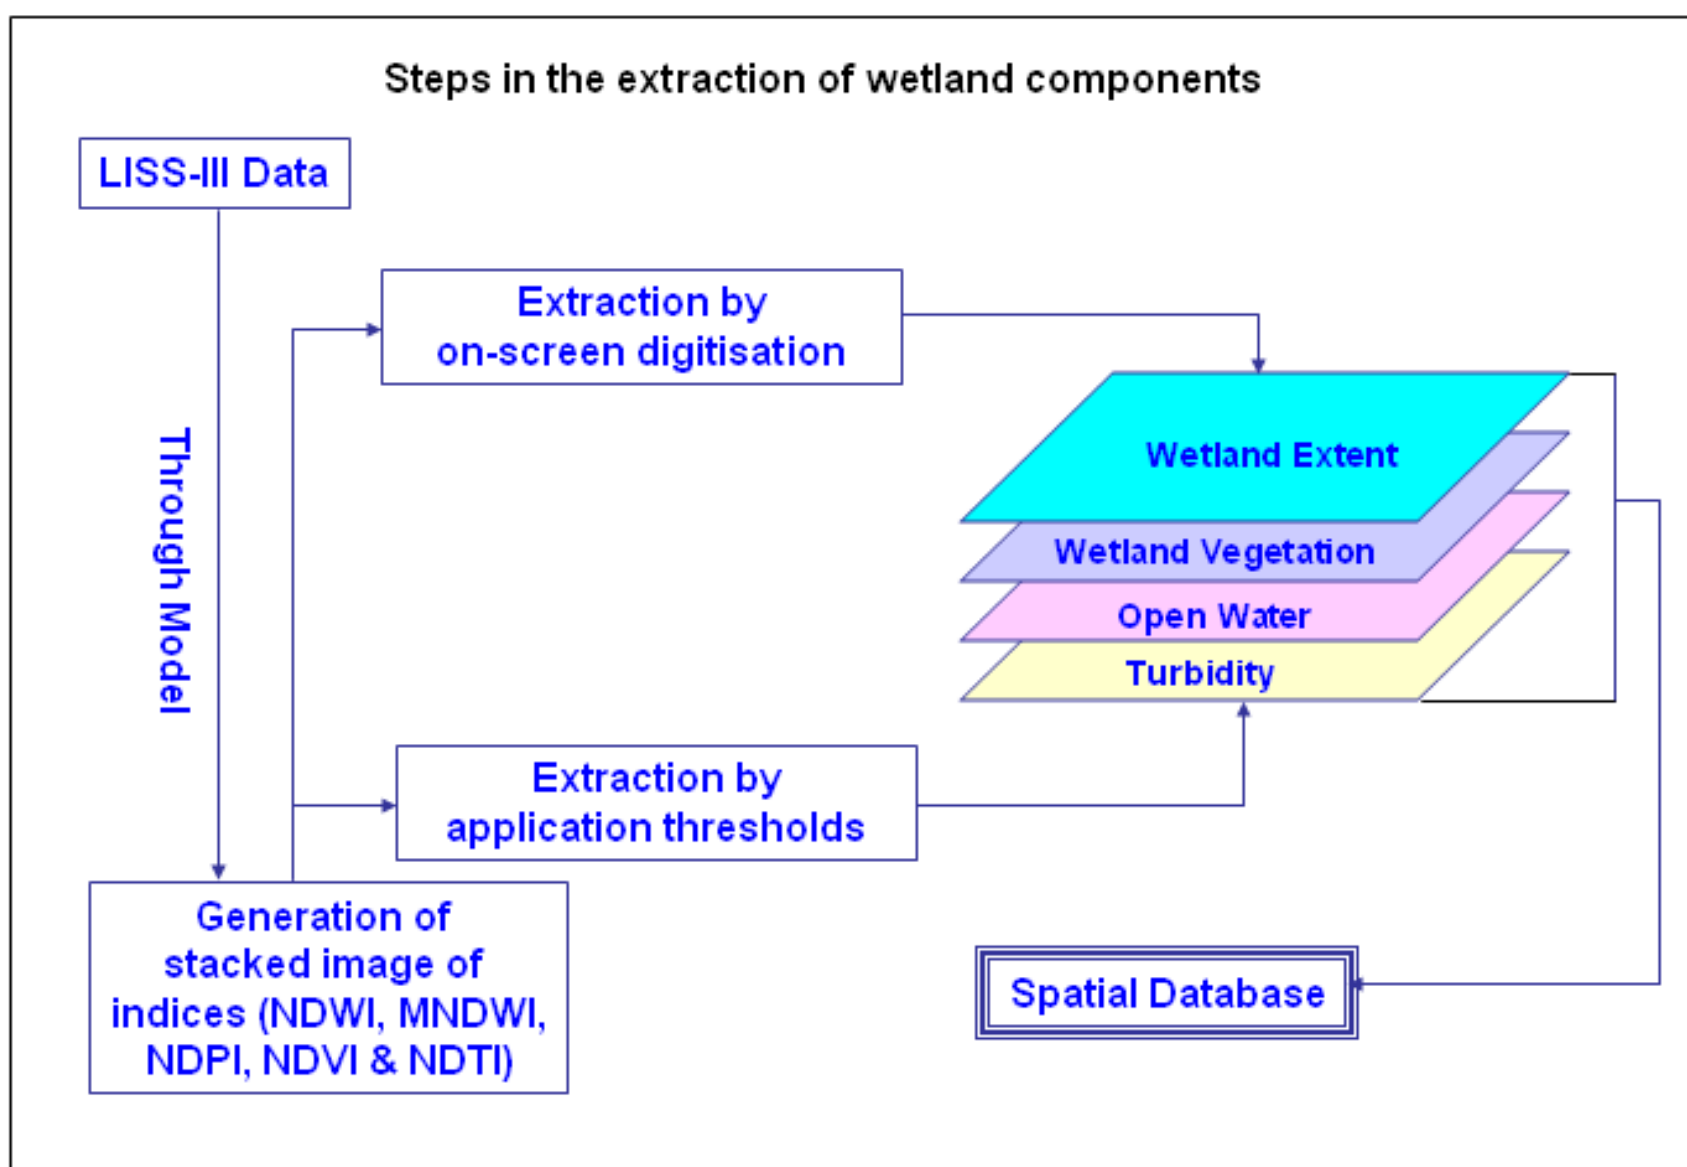 Steps in the extraction of wetland components
LISS-III Data
Through Model
Extraction by
on-screen digitisation
Wetland Extent
Wetland Vegetation
Open Water
Turbidity
Extraction by
application thresholds
Generation of
stacked image of
indices (NDWI, MNDWI,
NDPI, NDVI & NDTI)
Spatial Database